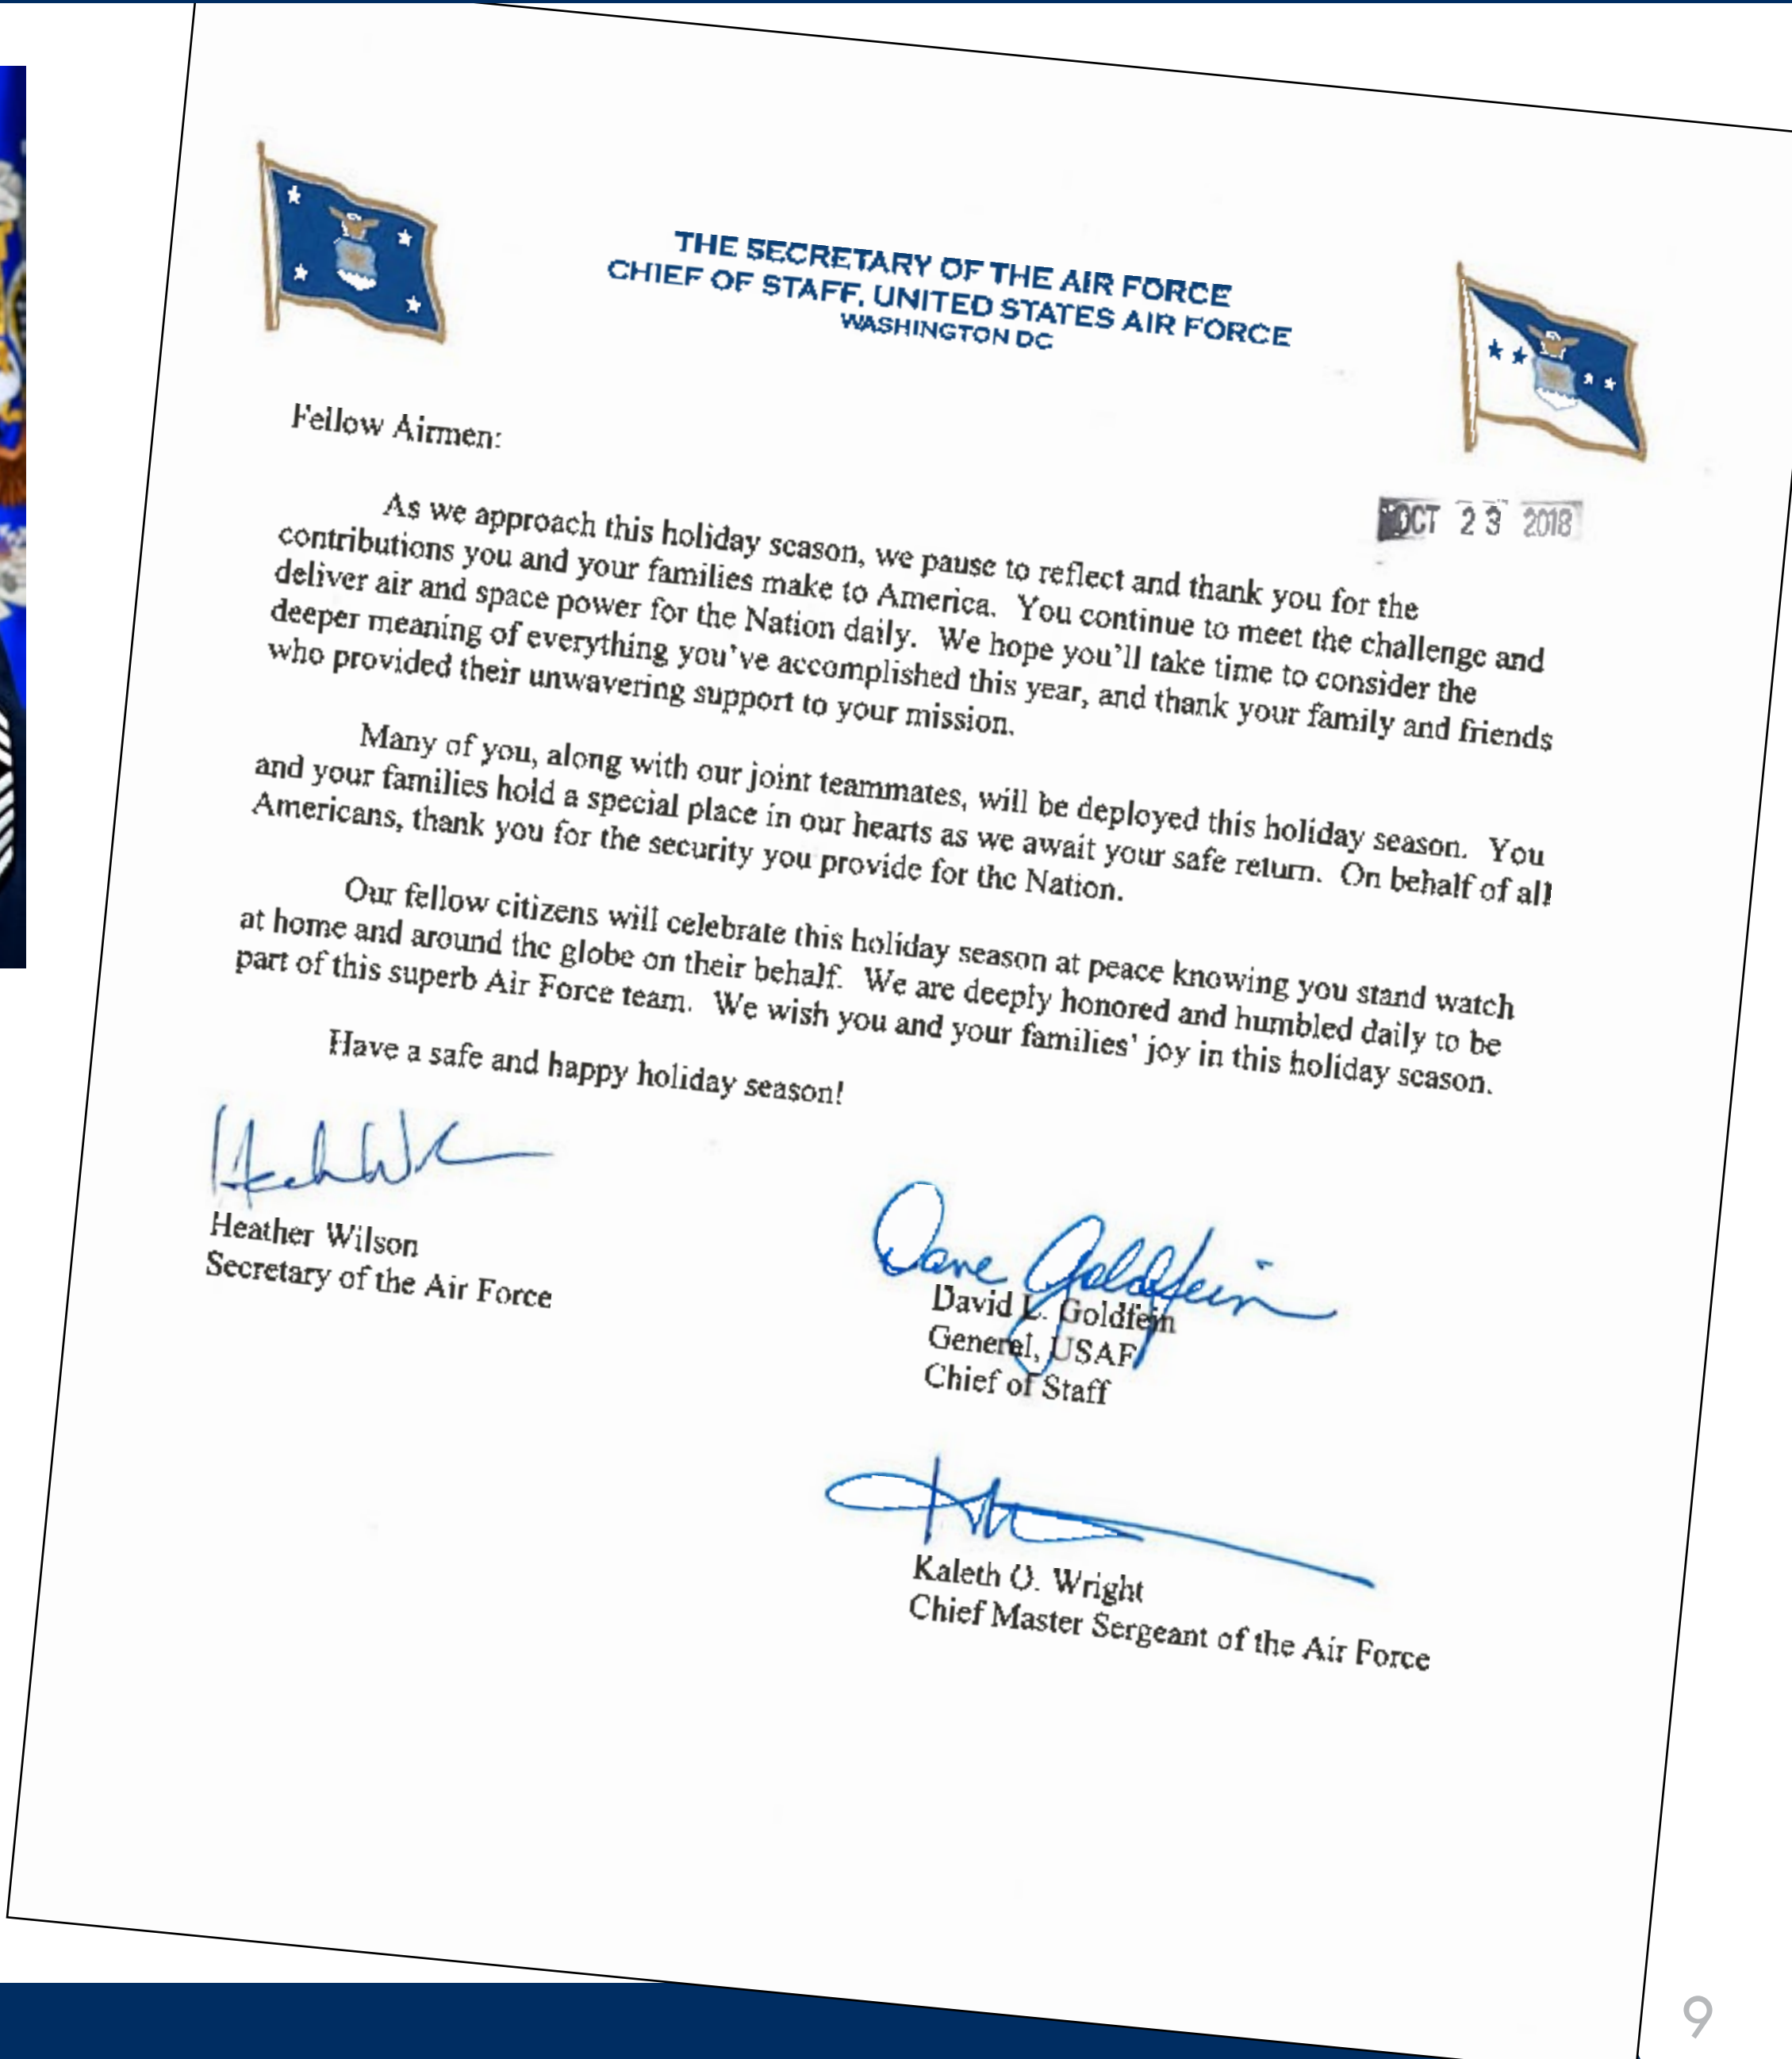 THE SECRETARY OF THE AIR FORCE
CHIEF OF STAFF, UNITED STATES AIR FORCE
WASHINGTON DC
OCT 23 2018
Fellow Airmen:
As we approach this holiday season, we pause to reflect and thank you for the
contributions you and your families make to America. You continue to meet the challenge and
deliver air and space power for the Nation daily. We hope you'll take time to consider the
deeper meaning of everything you've accomplished this year, and thank your family and friends
who provided their unwavering support to your mission.
Many of you, along with our joint teammates, will be deployed this holiday season. You
and your families hold a special place in our hearts as we await your safe return. On behalf of all
Americans, thank you for the security you provide for the Nation.
Our fellow citizens will celebrate this holiday season at peace knowing you stand watch
at home and around the globe on their behalf. We are deeply honored and humbled daily to be
part of this superb Air Force team. We wish you and your families' joy in this holiday season.
Have a safe and happy holiday season!
Heather Wilson
Secretary of the Air Force
Dave Goldfein
David L. Goldfein
General, USAF
Chief of Staff
Kaleth O. Wright
Chief Master Sergeant of the Air Force
9